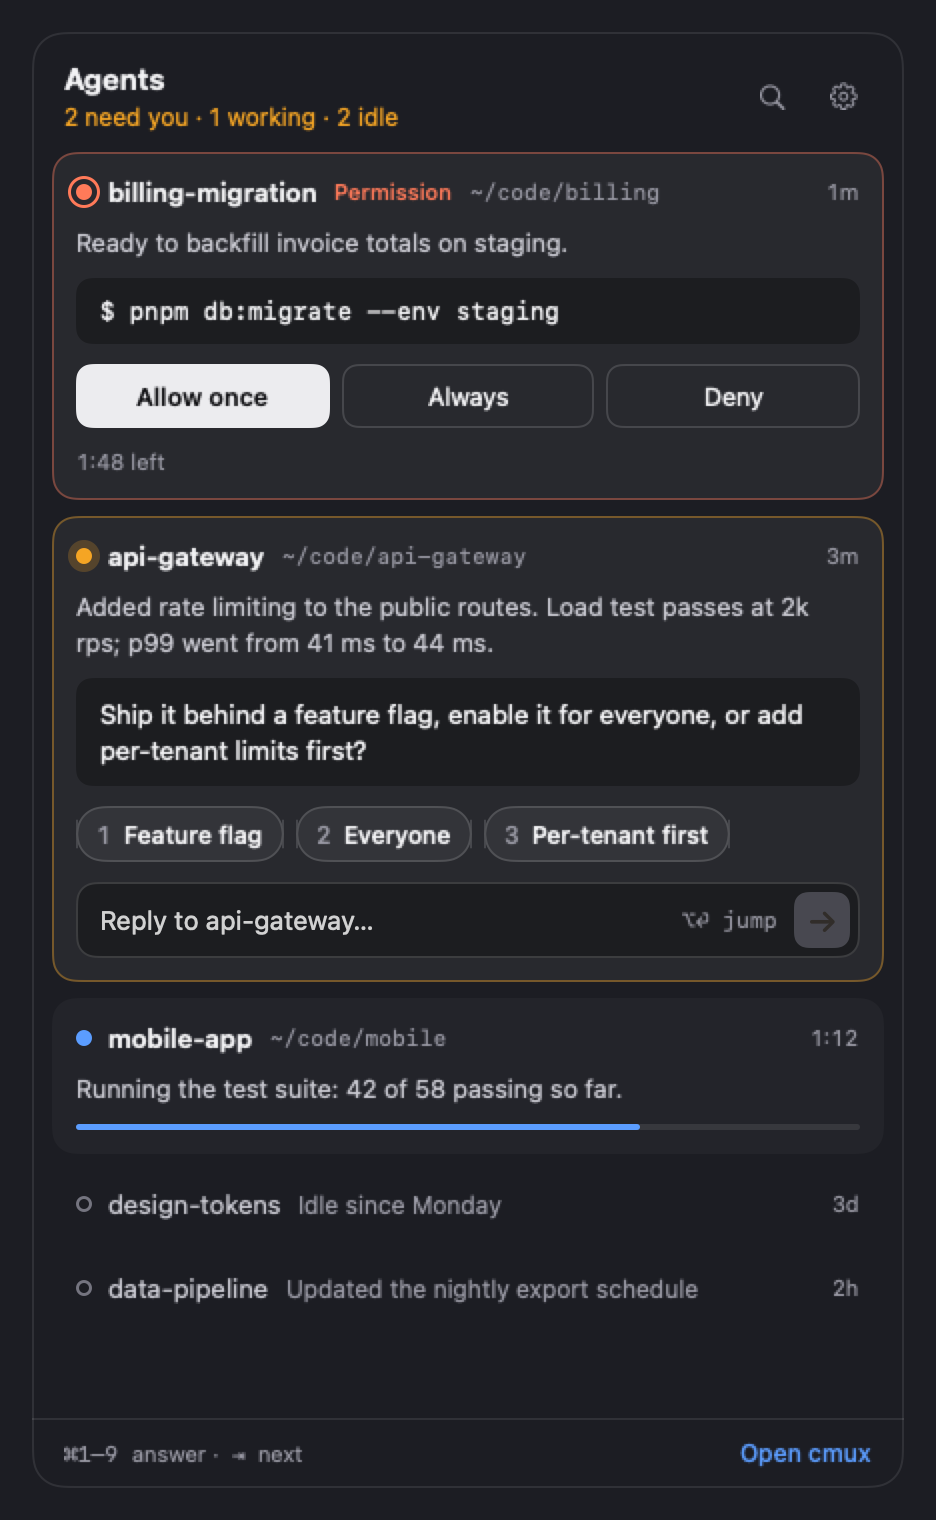 Agents
2 need you · 1 working · 2 idle
billing-migration Permission ~/code/billing 1m
Ready to backfill invoice totals on staging.
$ pnpm db:migrate --env staging
Allow once Always Deny
1:48 left
api-gateway ~/code/api-gateway 3m
Added rate limiting to the public routes. Load test passes at 2k
rps; p99 went from 41 ms to 44 ms.
Ship it behind a feature flag, enable it for everyone, or add
per-tenant limits first?
1 Feature flag 2 Everyone 3 Per-tenant first
Reply to api-gateway... ⌥⏎ jump
mobile-app ~/code/mobile 1:12
Running the test suite: 42 of 58 passing so far.
design-tokens Idle since Monday 3d
data-pipeline Updated the nightly export schedule 2h
⌘1–9 answer · ⇥ next Open cmux